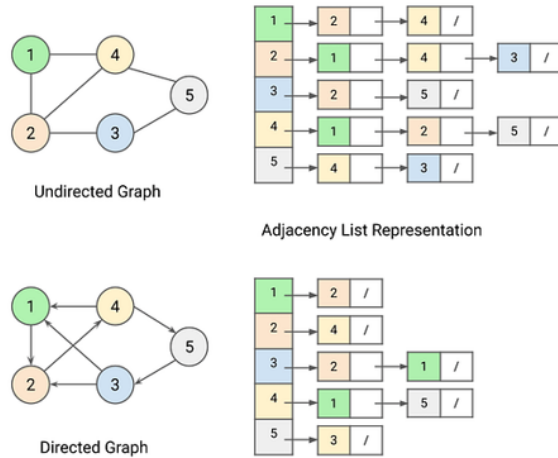 1 4
5
2 3
Undirected Graph
1 2 4 /
2 1 4 3 /
3 2 5 /
4 1 2 5 /
5 4 3 /
Adjacency List Representation
1 4
5
2 3
Directed Graph
1 2 /
2 4 /
3 2 1 /
4 1 5 /
5 3 /